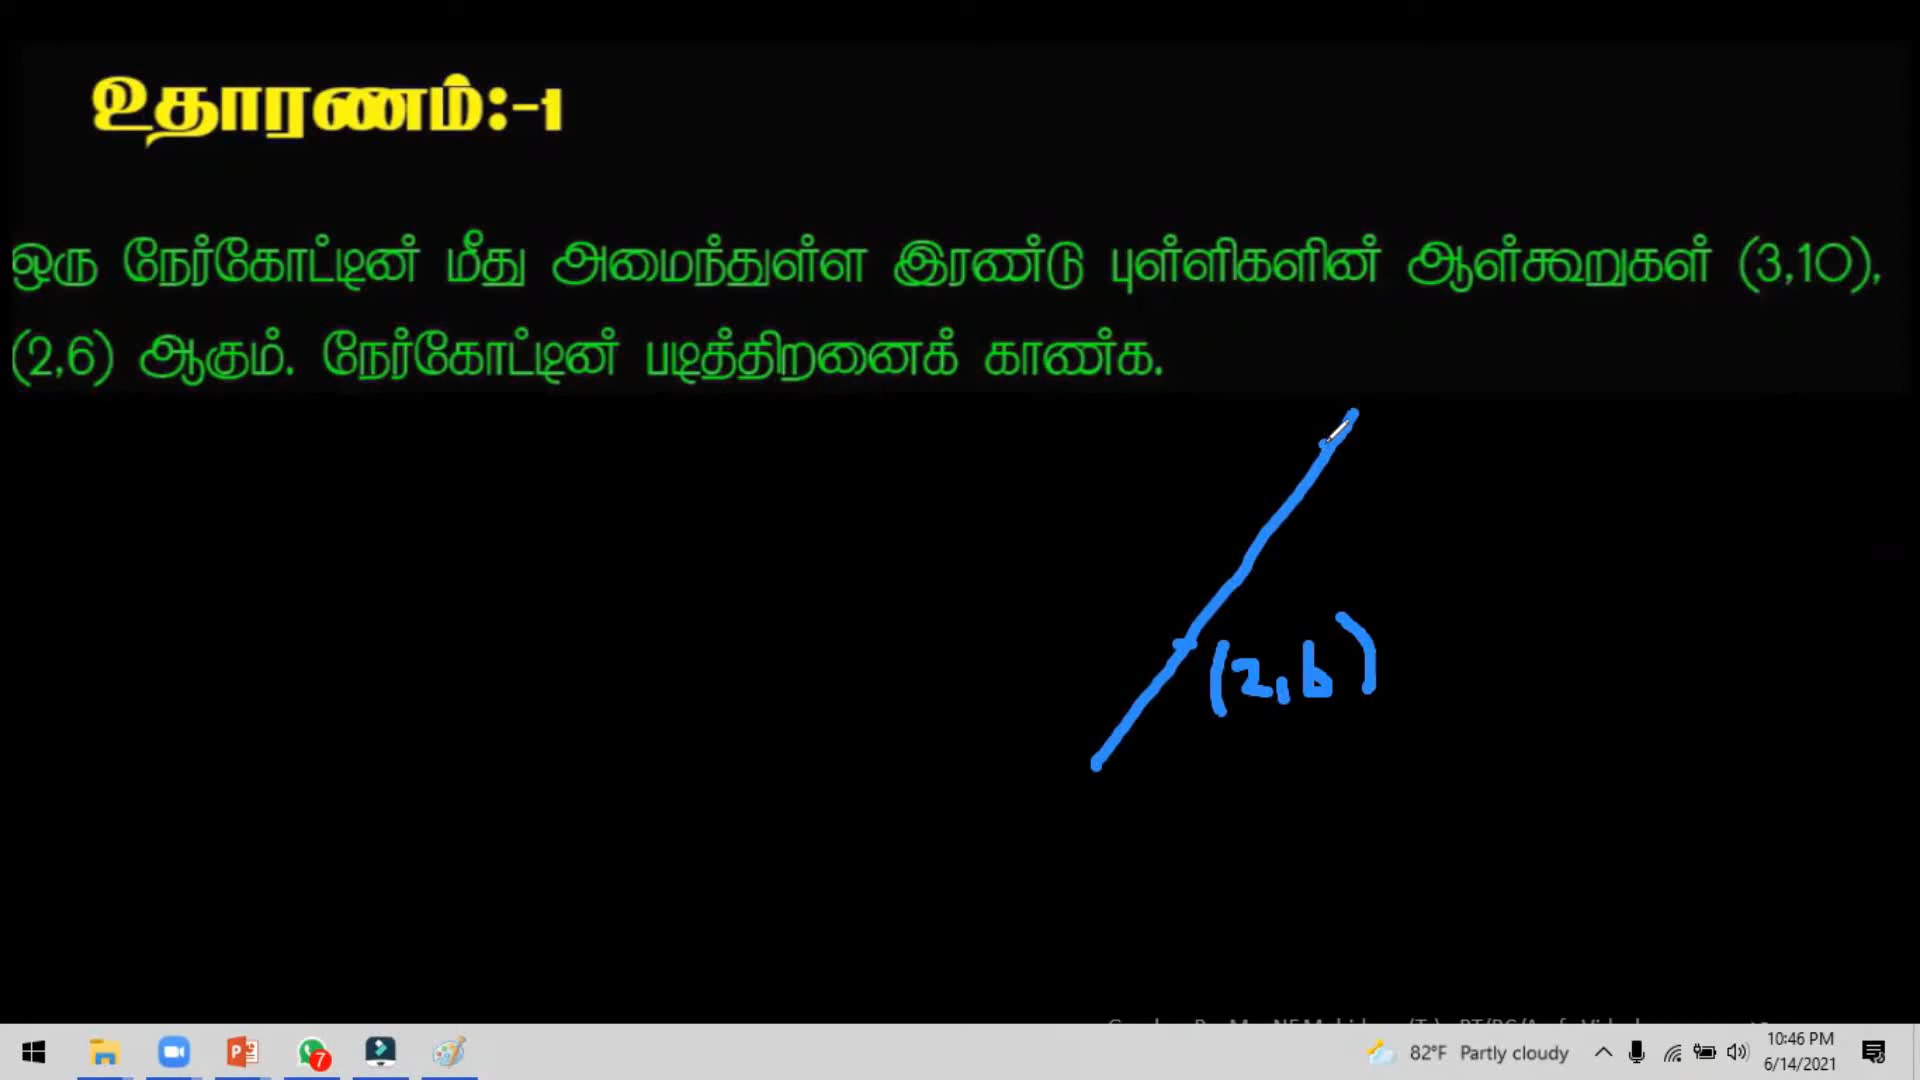 உதாரணம்:-1
ஒரு நேர்கோட்டின் மீது அமைந்துள்ள இரண்டு புள்ளிகளின் ஆள்கூறுகள் (3,10),
(2,6) ஆகும். நேர்கோட்டின் படித்திறனைக் காண்க.
(2,6)
7
82°F Partly cloudy
10:46 PM
6/14/2021